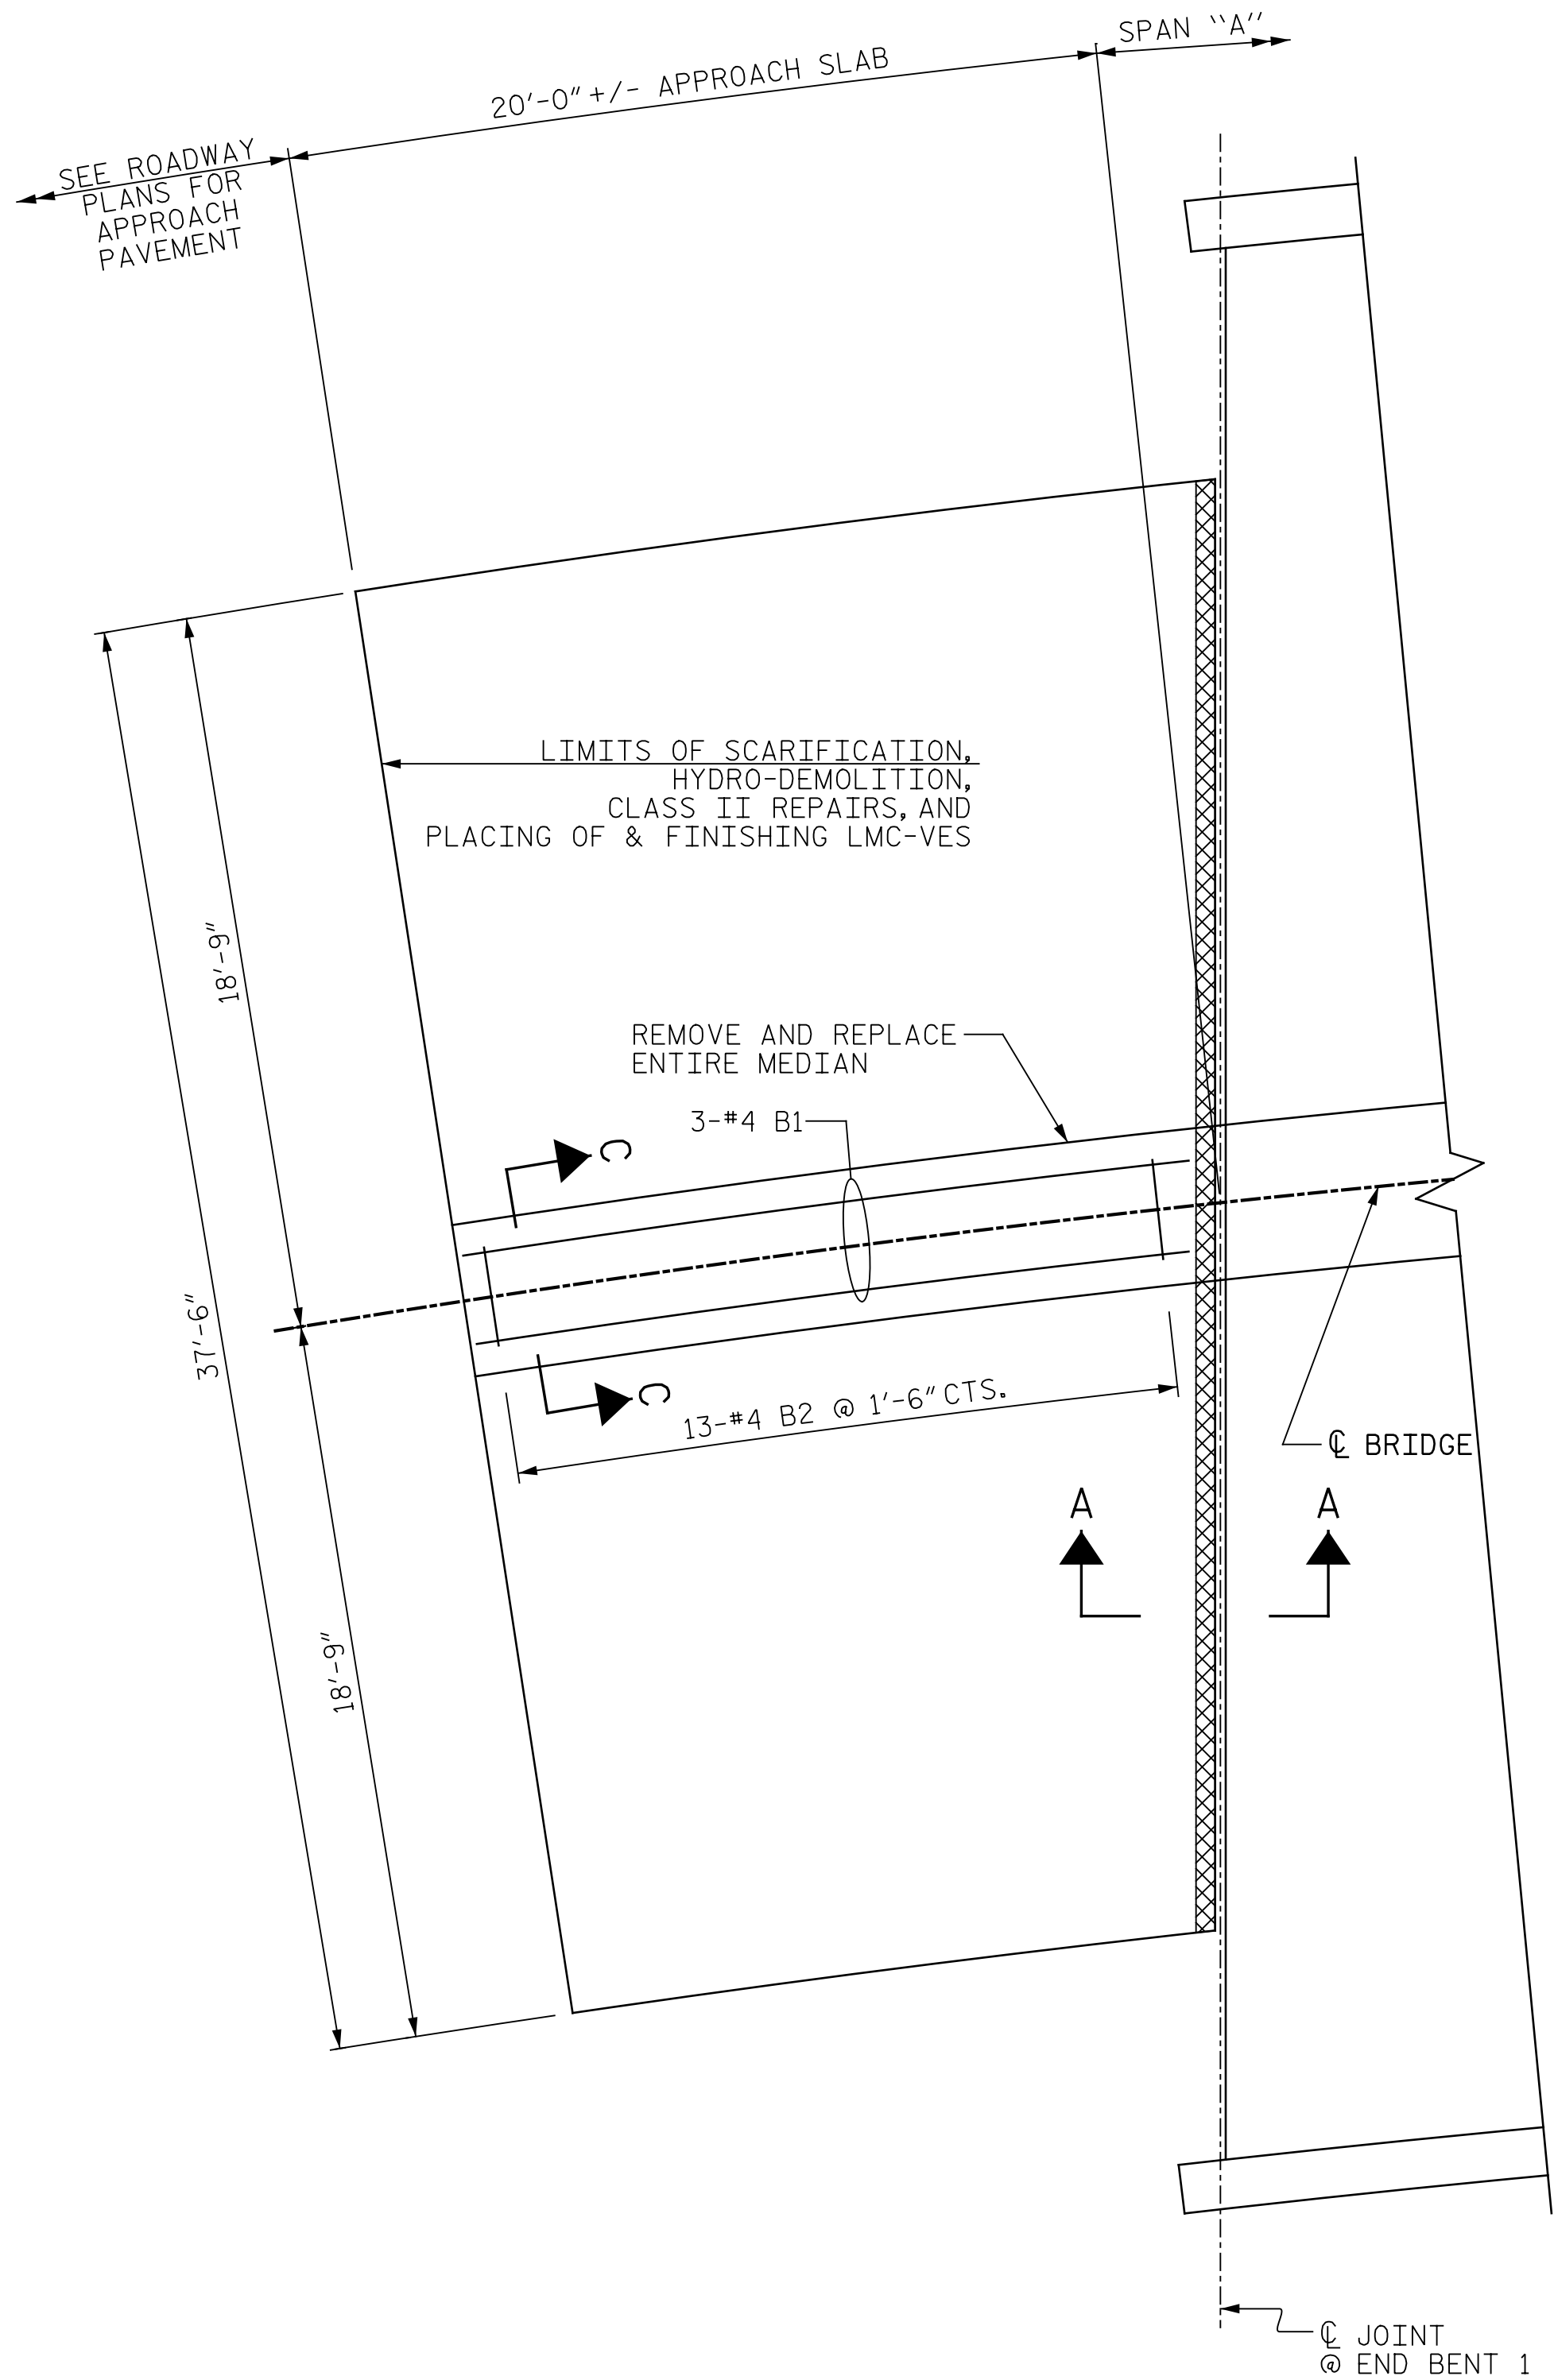 SPAN "A"
20'-0"+/- APPROACH SLAB
SEE ROADWAY
PLANS FOR
APPROACH
PAVEMENT
LIMITS OF SCARIFICATION,
HYDRO-DEMOLITION,
CLASS II REPAIRS, AND
PLACING OF & FINISHING LMC-VES
18'-9"
REMOVE AND REPLACE
ENTIRE MEDIAN
3-#4 B1
C
37'-6"
C
13-#4 B2 @ 1'-6" CTS.
℄ BRIDGE
A
A
18'-9"
℄ JOINT
@ END BENT 1